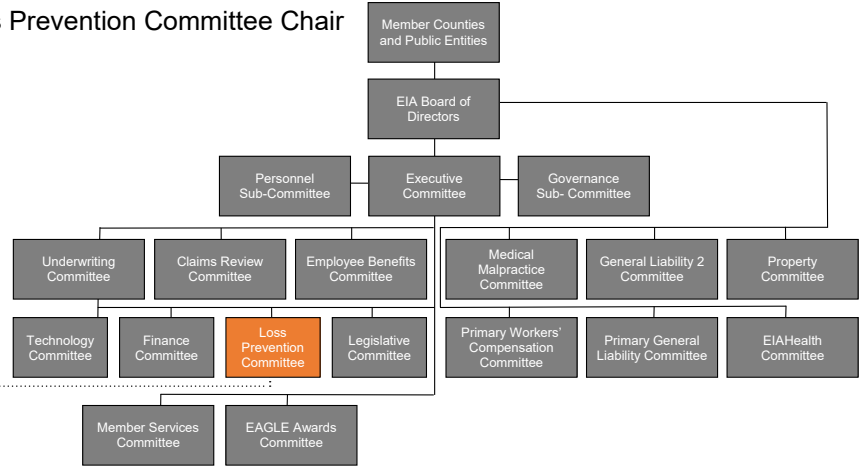 Prevention Committee Chair
Member Counties
and Public Entities
EIA Board of
Directors
Personnel
Sub-Committee
Executive
Committee
Governance
Sub- Committee
Underwriting
Committee
Claims Review
Committee
Employee Benefits
Committee
Medical
Malpractice
Committee
General Liability 2
Committee
Property
Committee
Technology
Committee
Finance
Committee
Loss
Prevention
Committee
Legislative
Committee
Primary Workers'
Compensation
Committee
Primary General
Liability Committee
EIAHealth
Committee
Member Services
Committee
EAGLE Awards
Committee